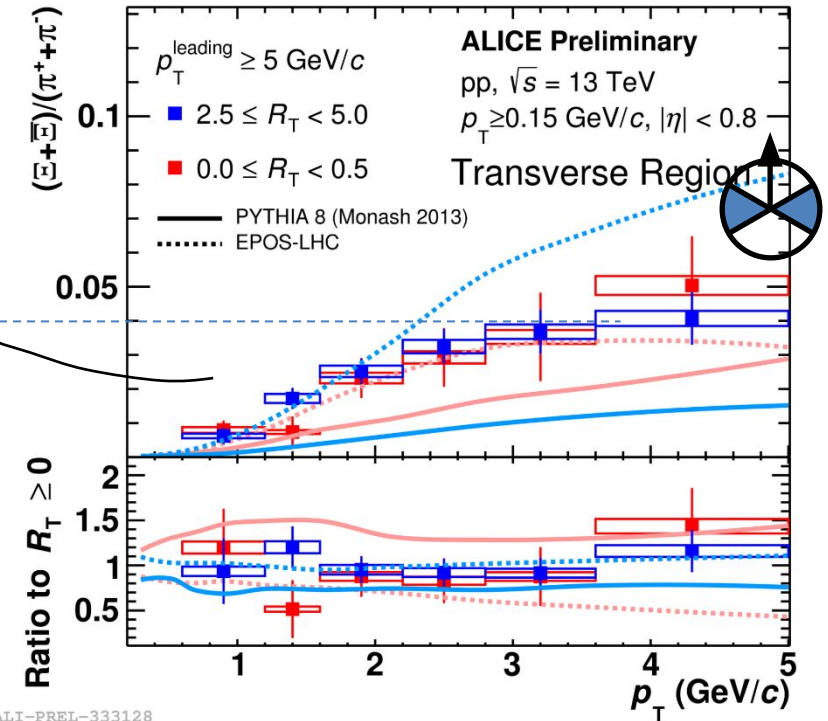 (Ξ+Ξ̅)/(π⁺+π⁻)
p_T^leading ≥ 5 GeV/c
2.5 ≤ R_T < 5.0
0.0 ≤ R_T < 0.5
PYTHIA 8 (Monash 2013)
EPOS-LHC
ALICE Preliminary
pp, √s = 13 TeV
p_T≥0.15 GeV/c, |η| < 0.8
Transverse Region
0.1
0.05
Ratio to R_T ≥ 0
2
1.5
1
0.5
1 2 3 4 5
p_T (GeV/c)
ALI-PREL-333128